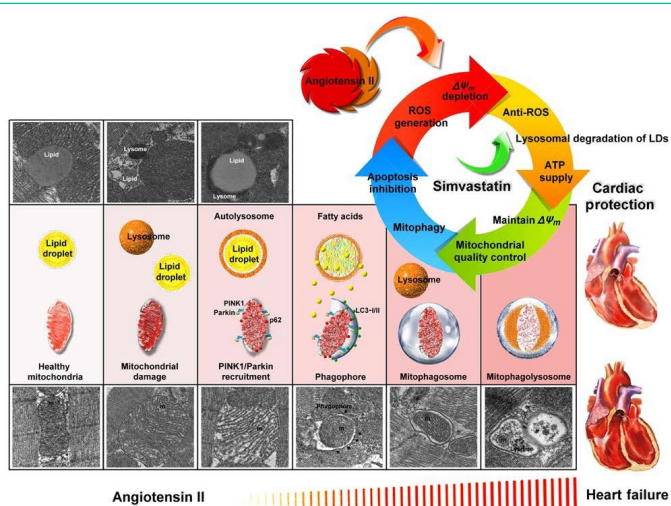 Angiotensin II
ΔΨm
depletion
ROS
generation
Anti-ROS
Lysosomal degradation of LDs
ATP
supply
Apoptosis
inhibition
Simvastatin
Maintain ΔΨm
Mitophagy
Mitochondrial
quality control
Cardiac
protection
Lipid
Lysome
Lipid
Lipid
Lysome
Lipid
droplet
Lysosome
Lipid
droplet
Autolysosome
Lipid
droplet
Fatty acids
Lysosome
PINK1
Parkin
p62
LC3-I/II
Healthy
mitochondria
Mitochondrial
damage
PINK1/Parkin
recruitment
Phagophore
Mitophagosome
Mitophagolysosome
m
m
Phagophore
m
m
Angiotensin II
Heart failure